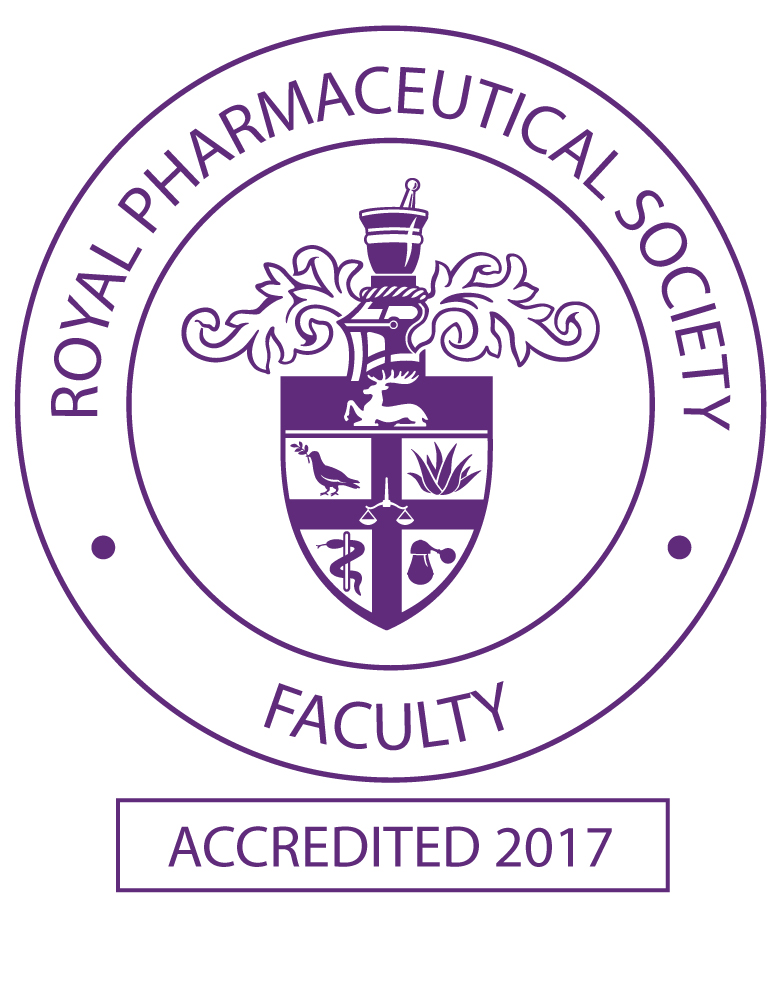 ROYAL PHARMACEUTICAL SOCIETY
FACULTY
ACCREDITED 2017